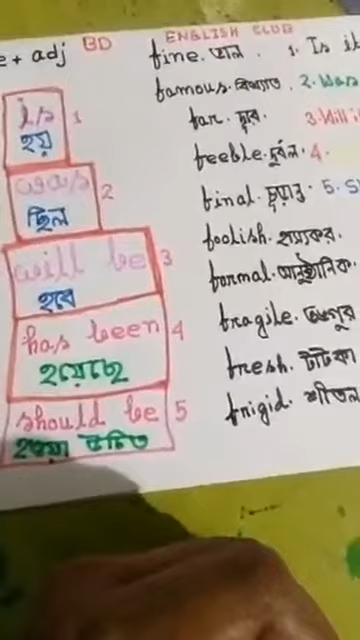 e + adj BD ENGLISH CLUB
is 1
হয়
was 2
ছিল
will be 3
হবে
has been 4
হয়েছে
should be 5
হওয়া উচিত
fine. ভাল. 1. Is it
famous. বিখ্যাত. 2. Was
far. দূর. 3. Will i
feeble. দুর্বল. 4.
final. চূড়ান্ত. 5. S
foolish. হাস্যকর.
formal. আনুষ্ঠানিক.
fragile. ভঙ্গুর
fresh. টাটকা
frigid. শীতল